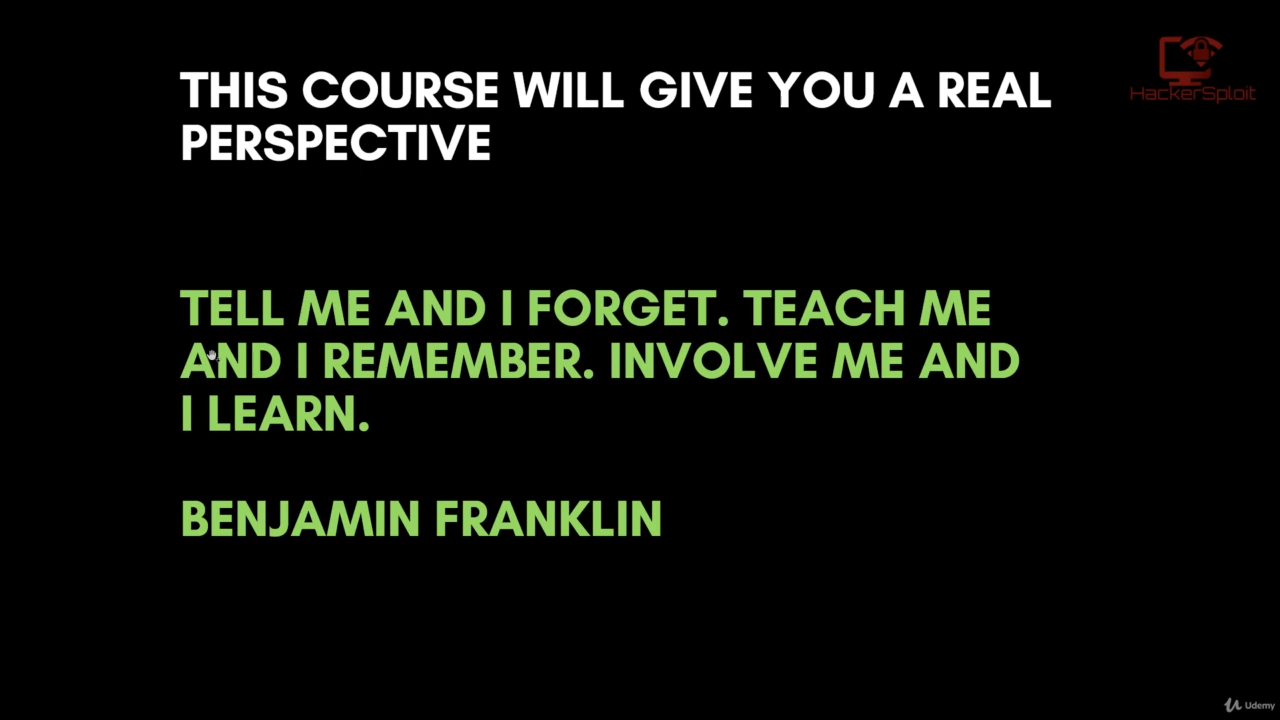 THIS COURSE WILL GIVE YOU A REAL
PERSPECTIVE
HackerSploit
TELL ME AND I FORGET. TEACH ME
AND I REMEMBER. INVOLVE ME AND
I LEARN.
BENJAMIN FRANKLIN
Udemy